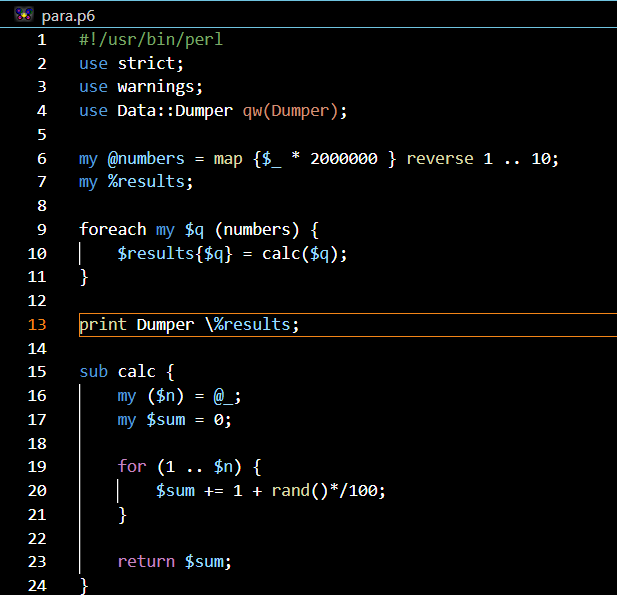 para.p6
1 #!/usr/bin/perl
2 use strict;
3 use warnings;
4 use Data::Dumper qw(Dumper);
5
6 my @numbers = map {$_ * 2000000 } reverse 1 .. 10;
7 my %results;
8
9 foreach my $q (numbers) {
10     $results{$q} = calc($q);
11 }
12
13 print Dumper \%results;
14
15 sub calc {
16     my ($n) = @_;
17     my $sum = 0;
18
19     for (1 .. $n) {
20         $sum += 1 + rand()*/100;
21     }
22
23     return $sum;
24 }